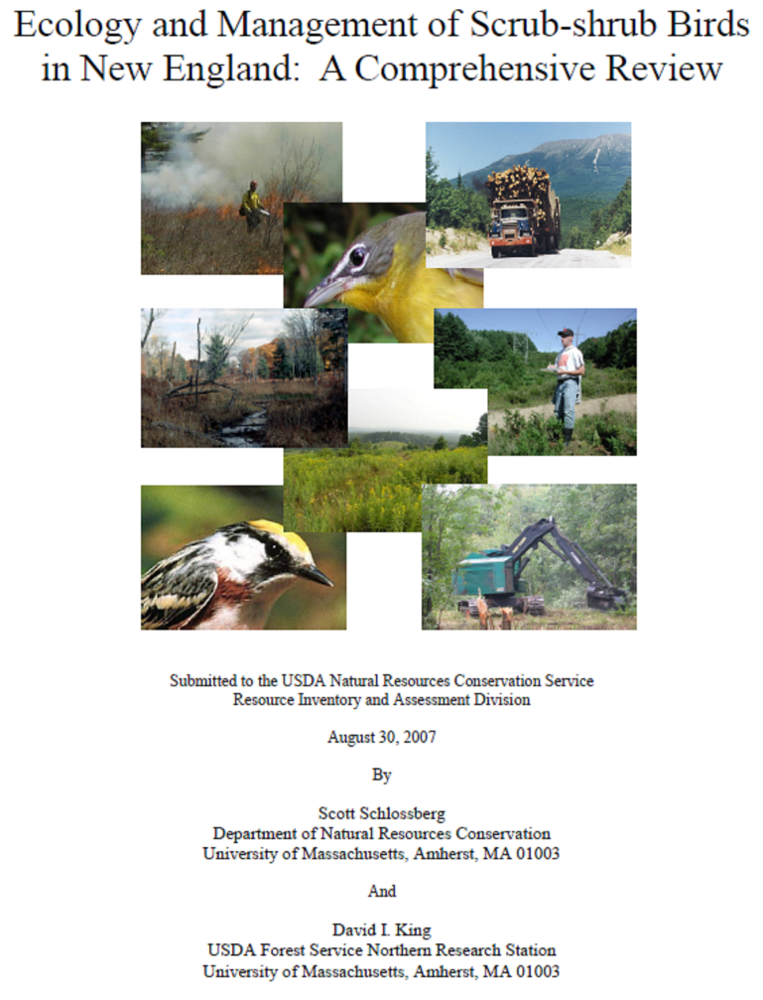 Ecology and Management of Scrub-shrub Birds
in New England:  A Comprehensive Review
Submitted to the USDA Natural Resources Conservation Service
Resource Inventory and Assessment Division
August 30, 2007
By
Scott Schlossberg
Department of Natural Resources Conservation
University of Massachusetts, Amherst, MA 01003
And
David I. King
USDA Forest Service Northern Research Station
University of Massachusetts, Amherst, MA 01003